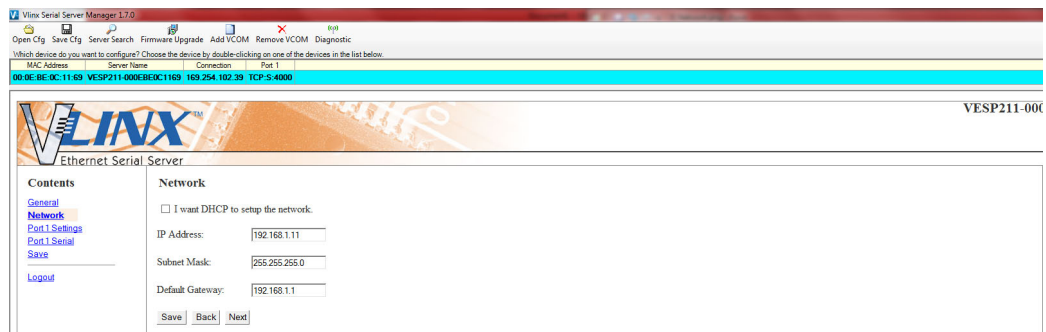 Vlinx Serial Server Manager 1.7.0
Open Cfg Save Cfg Server Search Firmware Upgrade Add VCOM Remove VCOM Diagnostic
Which device do you want to configure? Choose the device by double-clicking on one of the devices in the list below.
MAC Address Server Name Connection Port 1
00:0E:BE:0C:11:69 VESP211-000EBE0C1169 169.254.102.39 TCP:S:4000
VLINX TM
VESP211-000
Ethernet Serial Server
Contents
General
Network
Port 1 Settings
Port 1 Serial
Save
Logout
Network
I want DHCP to setup the network.
IP Address: 192.168.1.11
Subnet Mask: 255.255.255.0
Default Gateway: 192.168.1.1
Save Back Next